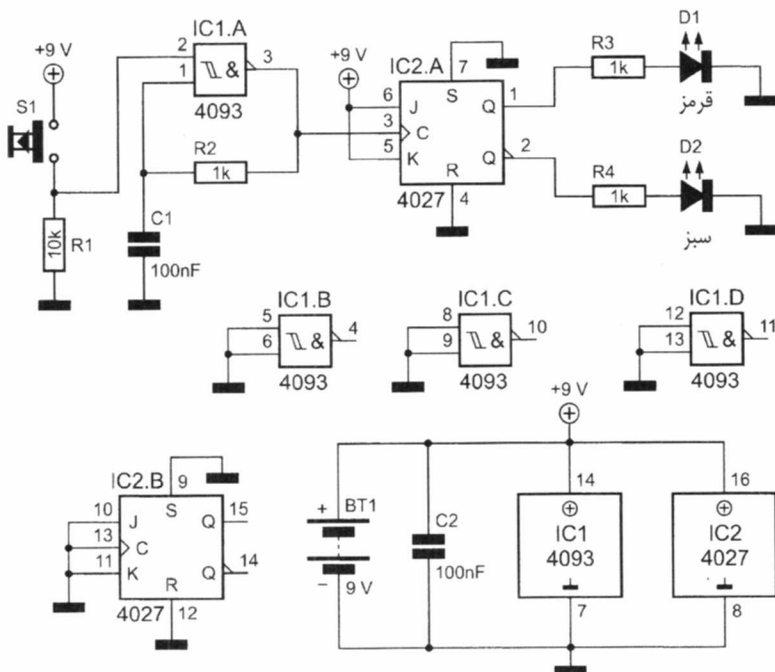 IC1.A
+9 V
2
3
1
& 
4093
S1
R1
10k
R2
1k
C1
100nF
+9 V
IC2.A
7
S
6
J
Q
1
3
C
5
K
Q
2
R
4027
4
R3
1k
D1
قرمز
R4
1k
D2
سبز
IC1.B
5
6
&
4
4093
IC1.C
8
9
&
10
4093
IC1.D
12
13
&
11
4093
IC2.B
9
S
10
J
Q
15
13
C
11
K
Q
14
R
4027
12
+9 V
+
BT1
–
9 V
C2
100nF
14
IC1
4093
7
16
IC2
4027
8